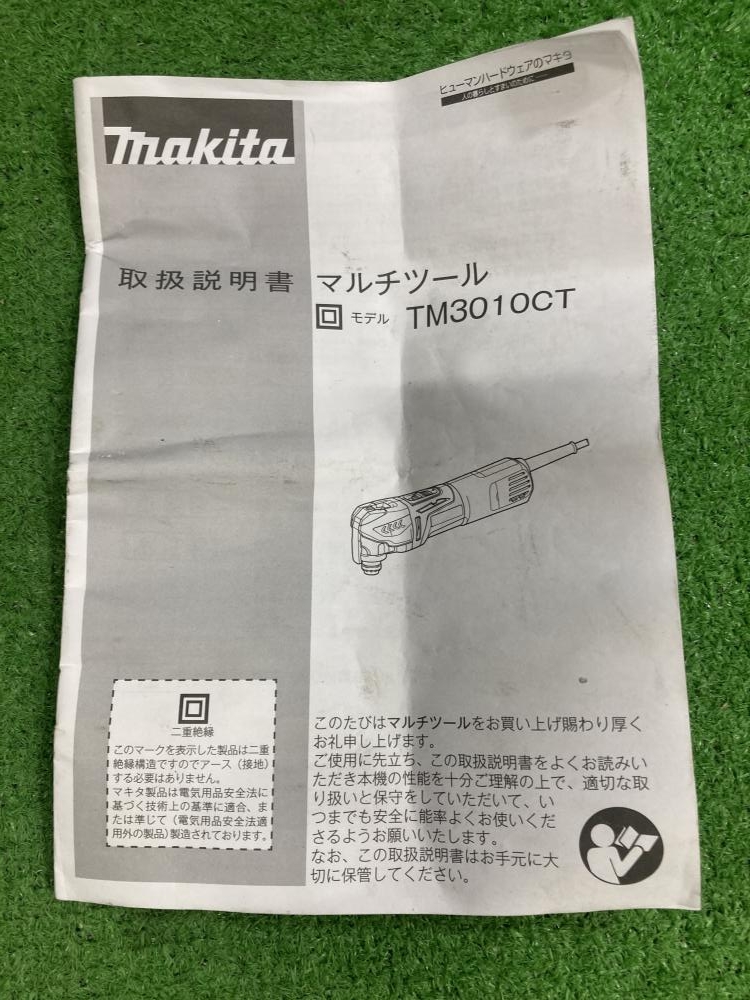 ヒューマンハードウェアのマキタ
人の暮らしとすまいのために
makita
取扱説明書 マルチツール
モデル TM3010CT
二重絶縁
このマークを表示した製品は二重
絶縁構造ですのでアース（接地）
する必要はありません。
マキタ製品は電気用品安全法に
基づく技術上の基準に適合、ま
たは準じて（電気用品安全法適
用外の製品）製造されております。
このたびはマルチツールをお買い上げ賜わり厚く
お礼申し上げます。
ご使用に先立ち、この取扱説明書をよくお読みい
ただき本機の性能を十分ご理解の上で、適切な取
り扱いと保守をしていただいて、い
つまでも安全に能率よくお使いくだ
さるようお願いいたします。
なお、この取扱説明書はお手元に大
切に保管してください。